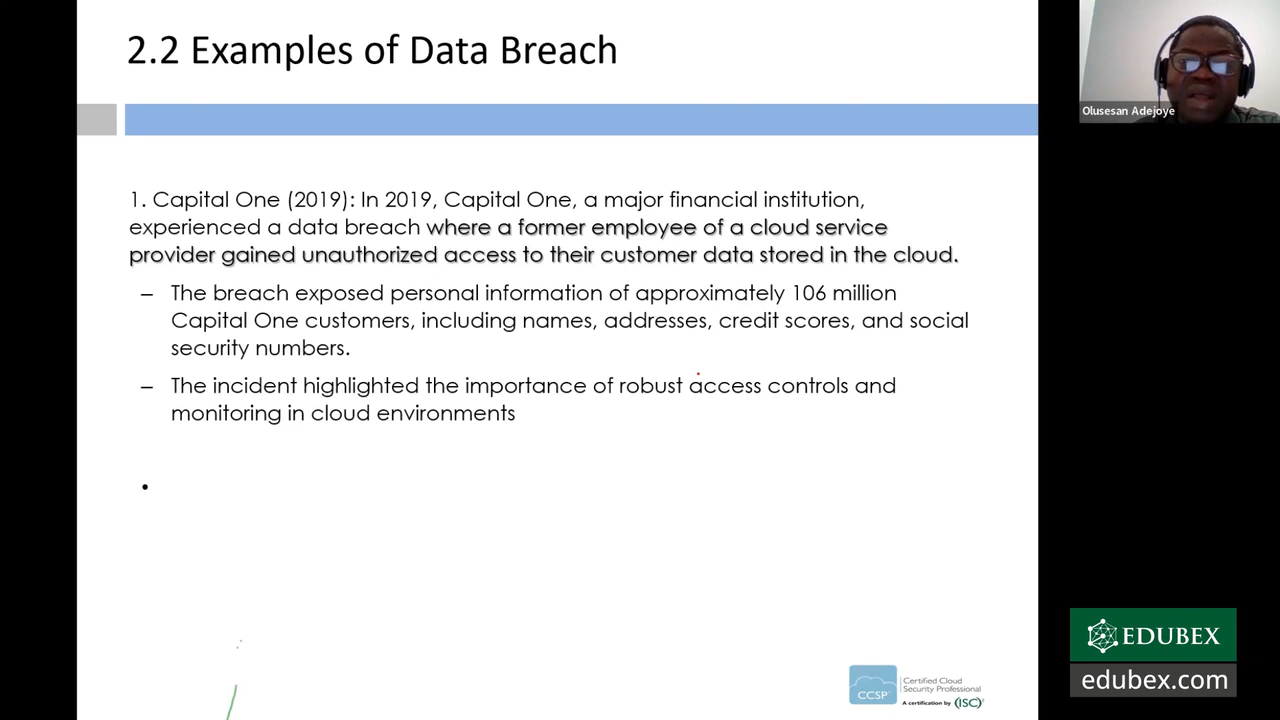 2.2 Examples of Data Breach
Olusesan Adejoye
1. Capital One (2019): In 2019, Capital One, a major financial institution,
experienced a data breach where a former employee of a cloud service
provider gained unauthorized access to their customer data stored in the cloud.
– The breach exposed personal information of approximately 106 million
Capital One customers, including names, addresses, credit scores, and social
security numbers.
– The incident highlighted the importance of robust access controls and
monitoring in cloud environments
•
CCSP
Certified Cloud
Security Professional
A certification by (ISC)²
EDUBEX
edubex.com